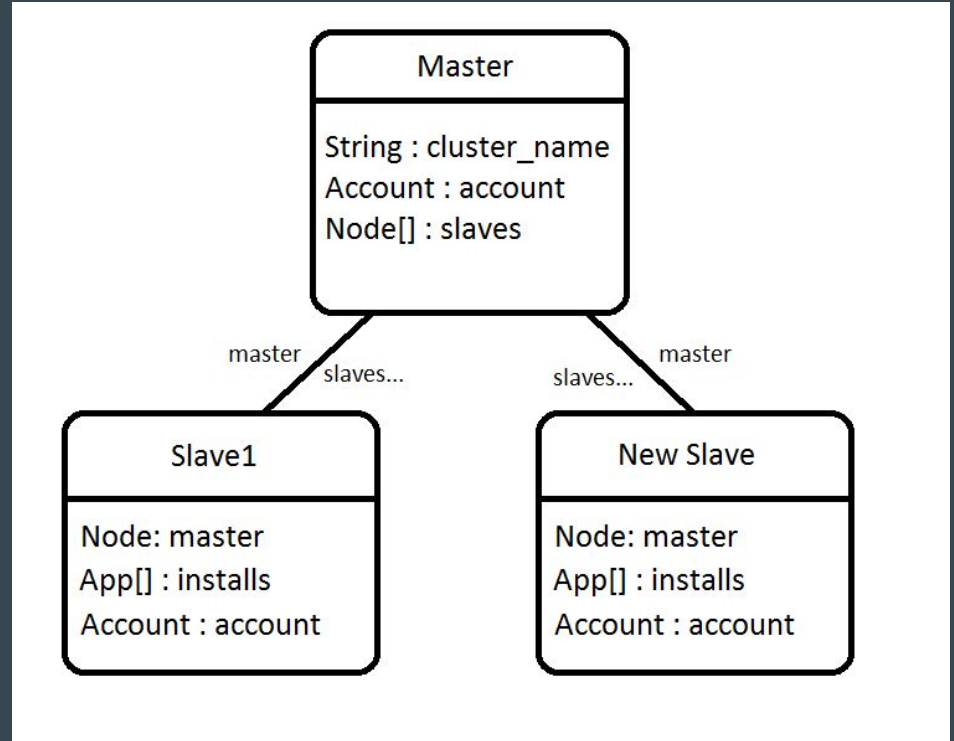 Master
String : cluster_name
Account : account
Node[] : slaves
master
slaves...
slaves...
master
Slave1
Node: master
App[] : installs
Account : account
New Slave
Node: master
App[] : installs
Account : account